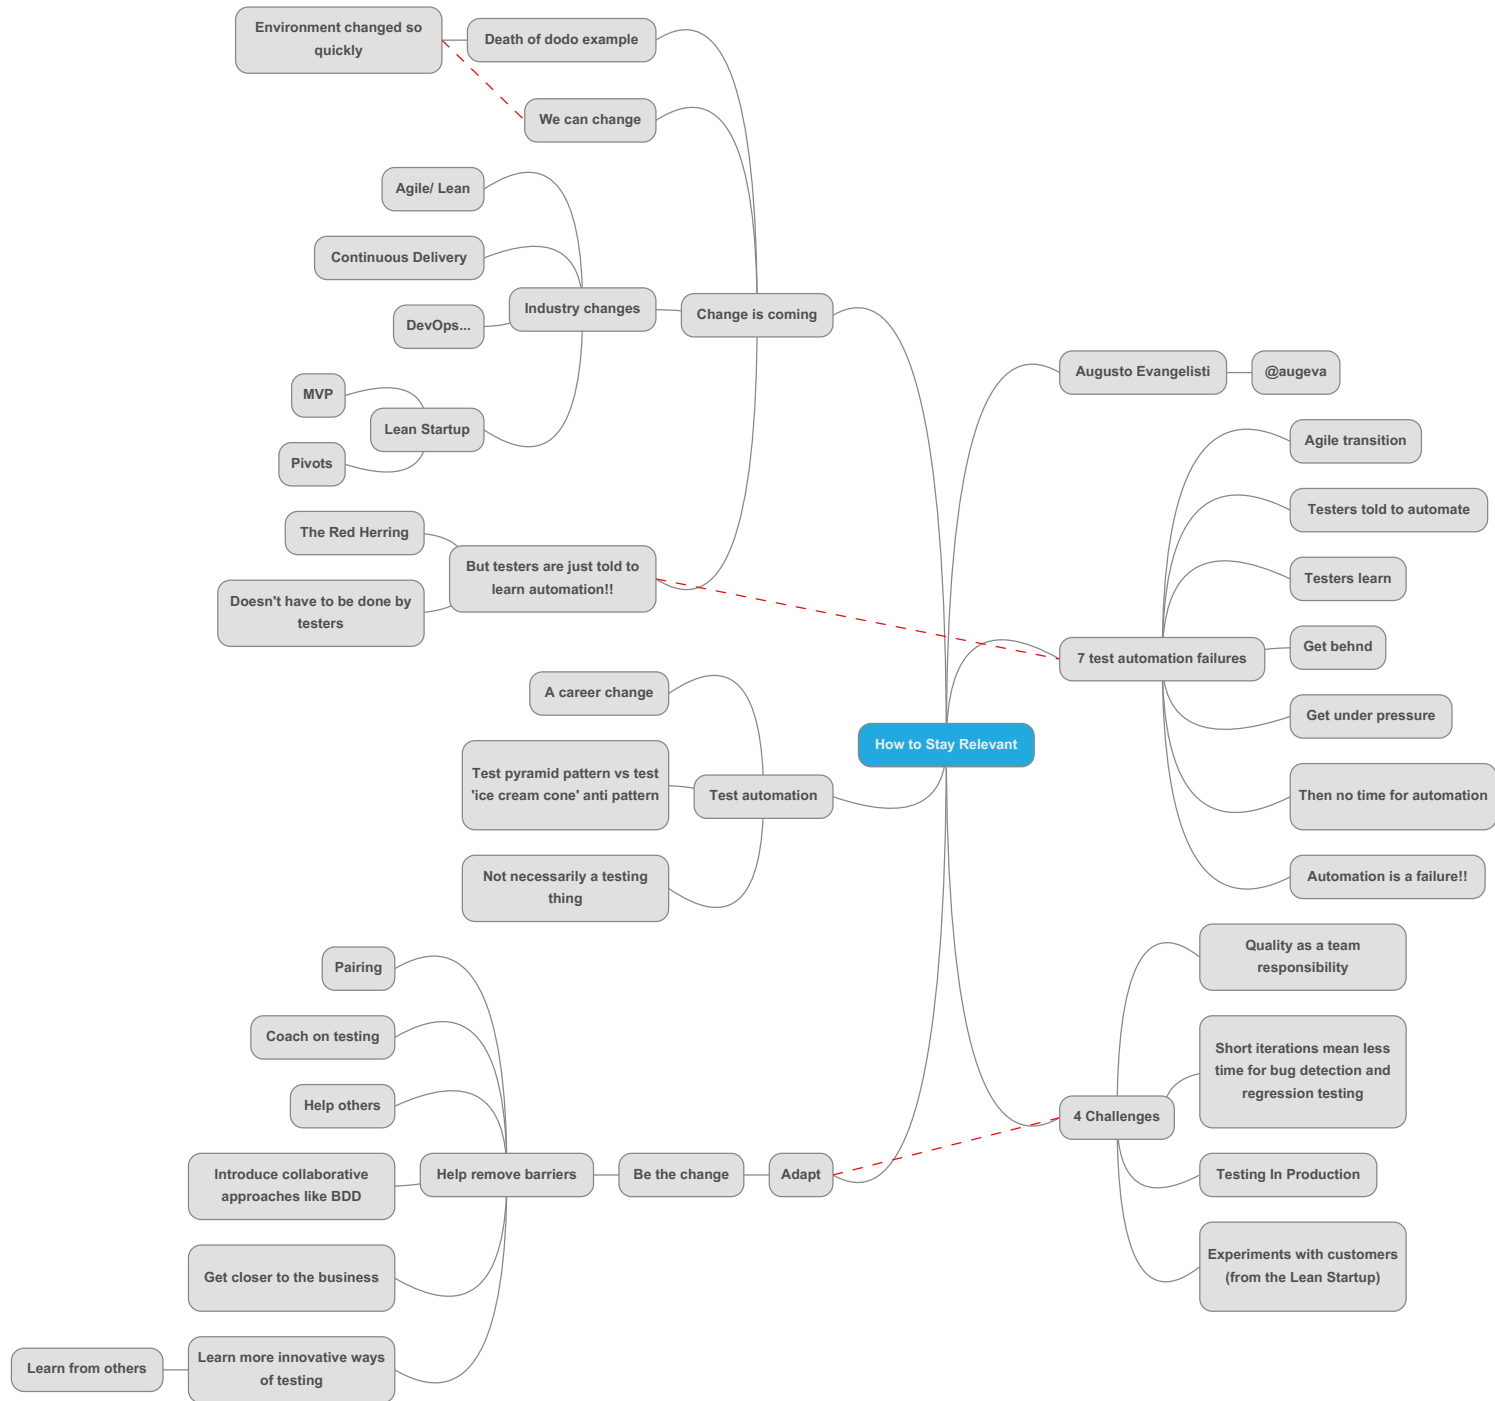 Environment changed so
quickly
Death of dodo example
We can change
Agile/ Lean
Continuous Delivery
DevOps...
Industry changes
Change is coming
MVP
Lean Startup
Pivots
The Red Herring
Doesn't have to be done by
testers
But testers are just told to
learn automation!!
A career change
Test pyramid pattern vs test
'ice cream cone' anti pattern
Not necessarily a testing
thing
Test automation
How to Stay Relevant
Pairing
Coach on testing
Help others
Introduce collaborative
approaches like BDD
Get closer to the business
Learn from others
Learn more innovative ways
of testing
Help remove barriers
Be the change
Adapt
Augusto Evangelisti
@augeva
7 test automation failures
Agile transition
Testers told to automate
Testers learn
Get behnd
Get under pressure
Then no time for automation
Automation is a failure!!
4 Challenges
Quality as a team
responsibility
Short iterations mean less
time for bug detection and
regression testing
Testing In Production
Experiments with customers
(from the Lean Startup)